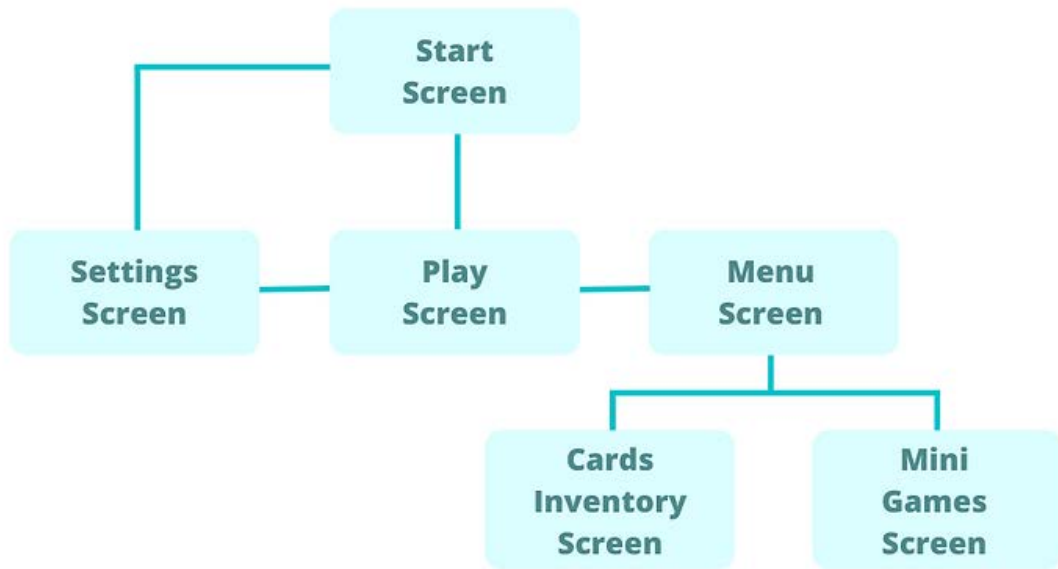 Start
Screen
Settings
Screen
Play
Screen
Menu
Screen
Cards
Inventory
Screen
Mini
Games
Screen